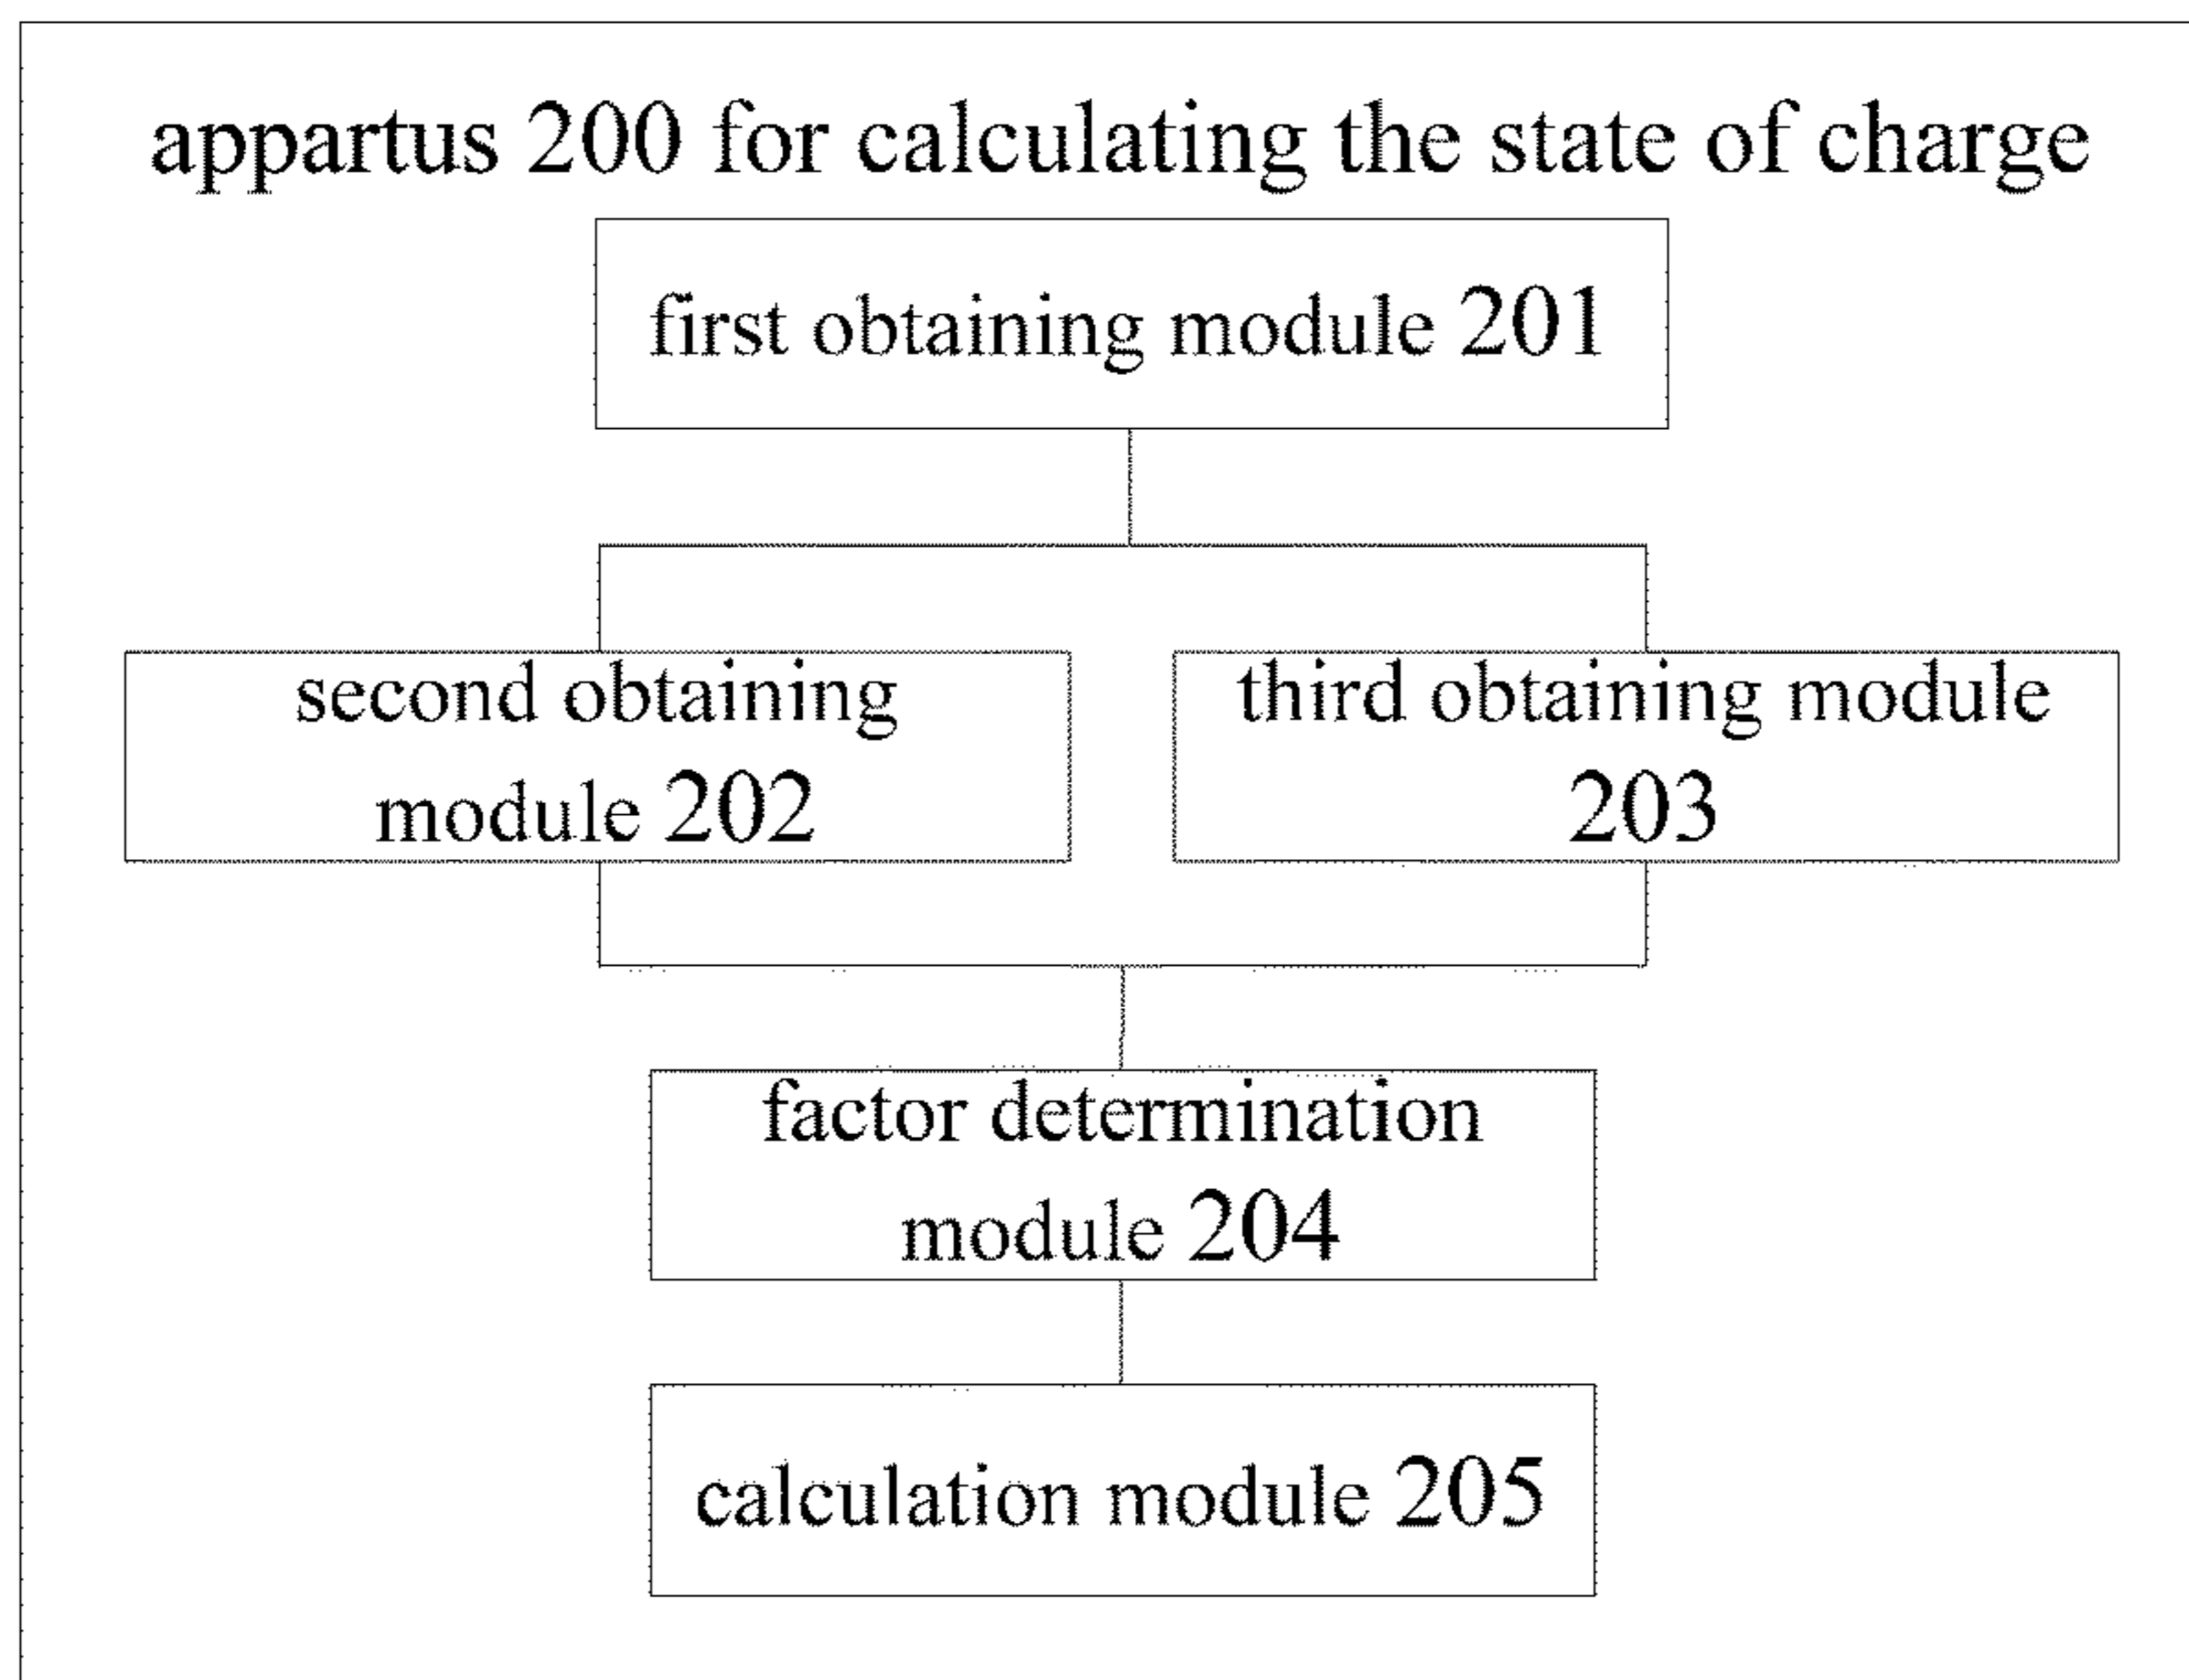 appartus 200 for calculating the state of charge
first obtaining module 201
second obtaining
module 202
third obtaining module
203
factor determination
module 204
calculation module 205